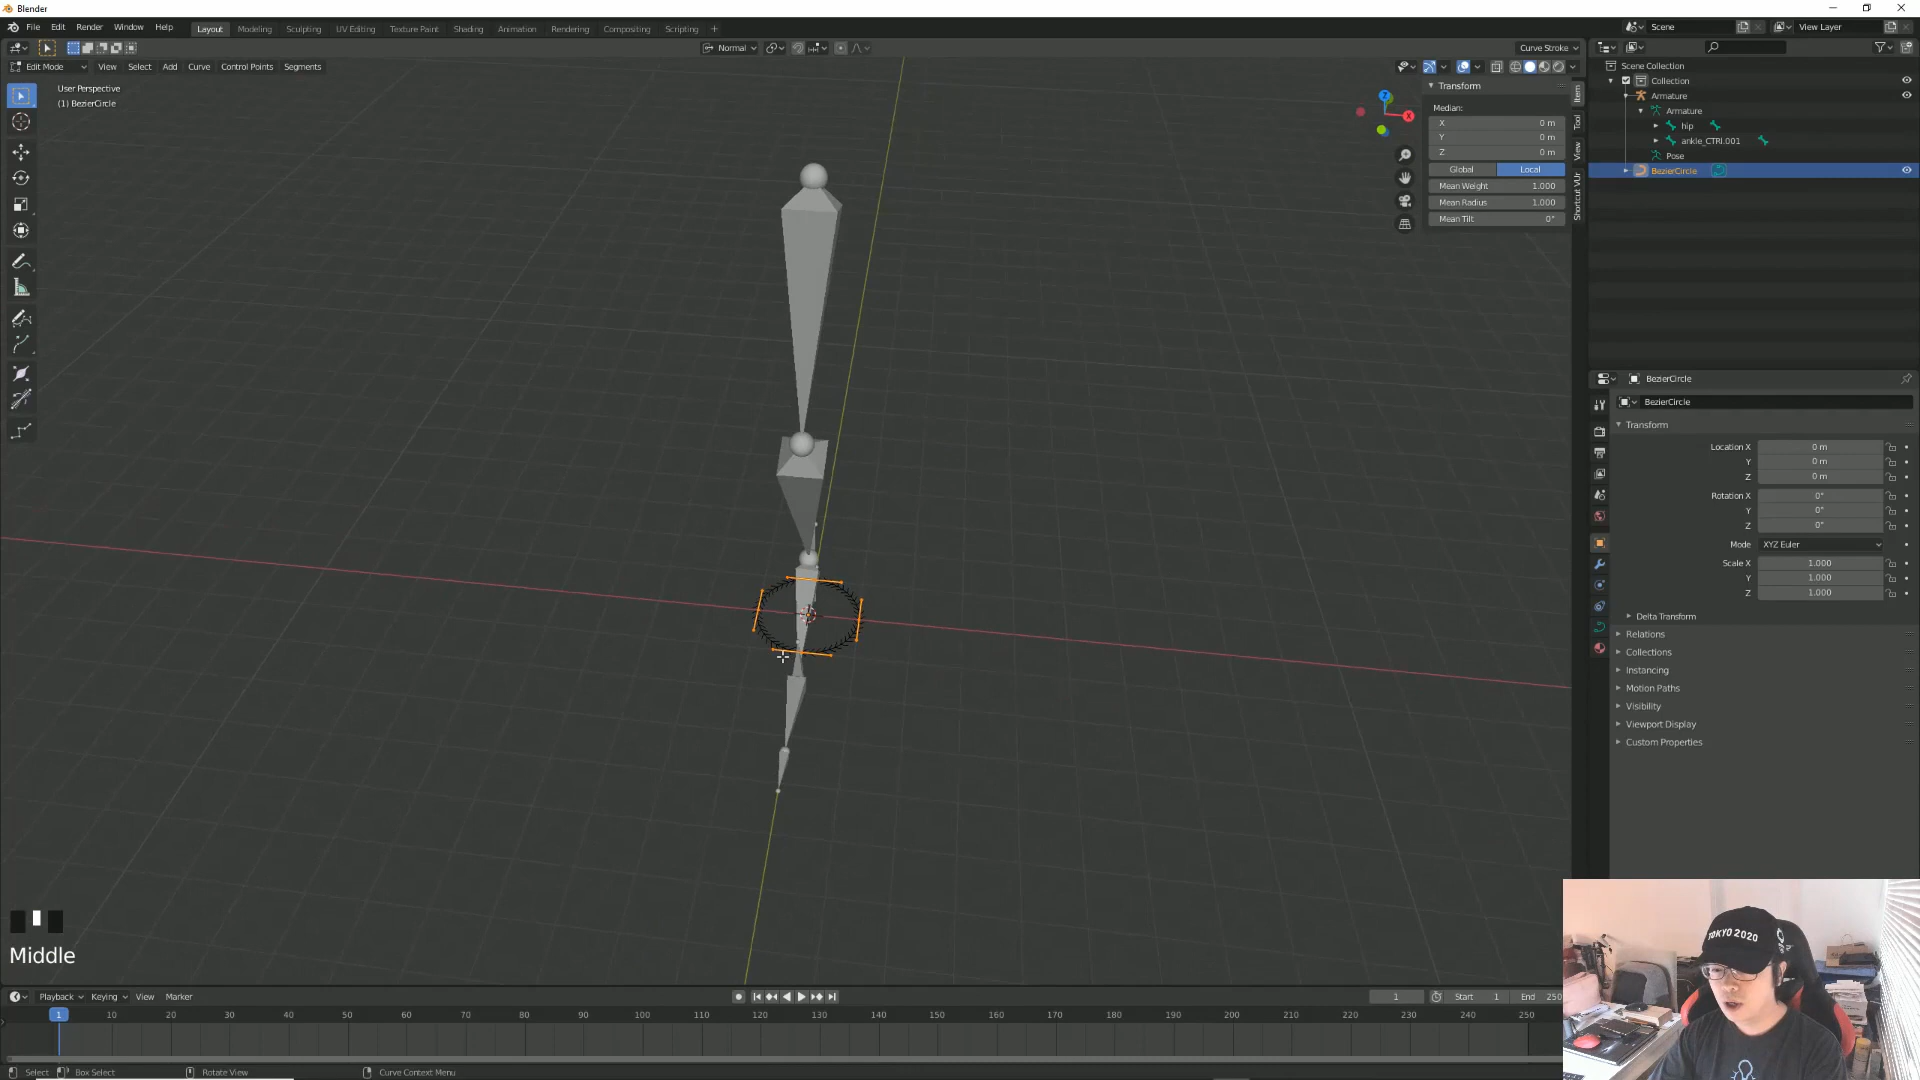 Blender
File Edit Render Window Help
Layout Modeling Sculpting UV Editing Texture Paint Shading Animation Rendering Compositing Scripting +
Scene
View Layer
Normal
Curve Stroke
Edit Mode View Select Add Curve Control Points Segments
User Perspective
(1) BezierCircle
Z
X
Transform
Median:
X 0 m
Y 0 m
Z 0 m
Global Local
Mean Weight 1.000
Mean Radius 1.000
Mean Tilt 0°
Item
Tool
View
Shortcut VUr
Scene Collection
Collection
Armature
Armature
hip
ankle_CTRl.001
Pose
BezierCircle
BezierCircle
BezierCircle
Transform
Location X 0 m
Y 0 m
Z 0 m
Rotation X 0°
Y 0°
Z 0°
Mode XYZ Euler
Scale X 1.000
Y 1.000
Z 1.000
Delta Transform
Relations
Collections
Instancing
Motion Paths
Visibility
Viewport Display
Custom Properties
Middle
TOKYO 2020
Playback Keying View Marker
1 Start 1 End 250
1 10 20 30 40 50 60 70 80 90 100 110 120 130 140 150 160 170 180 190 200 210 220 230 240 250
Select Box Select Rotate View Curve Context Menu